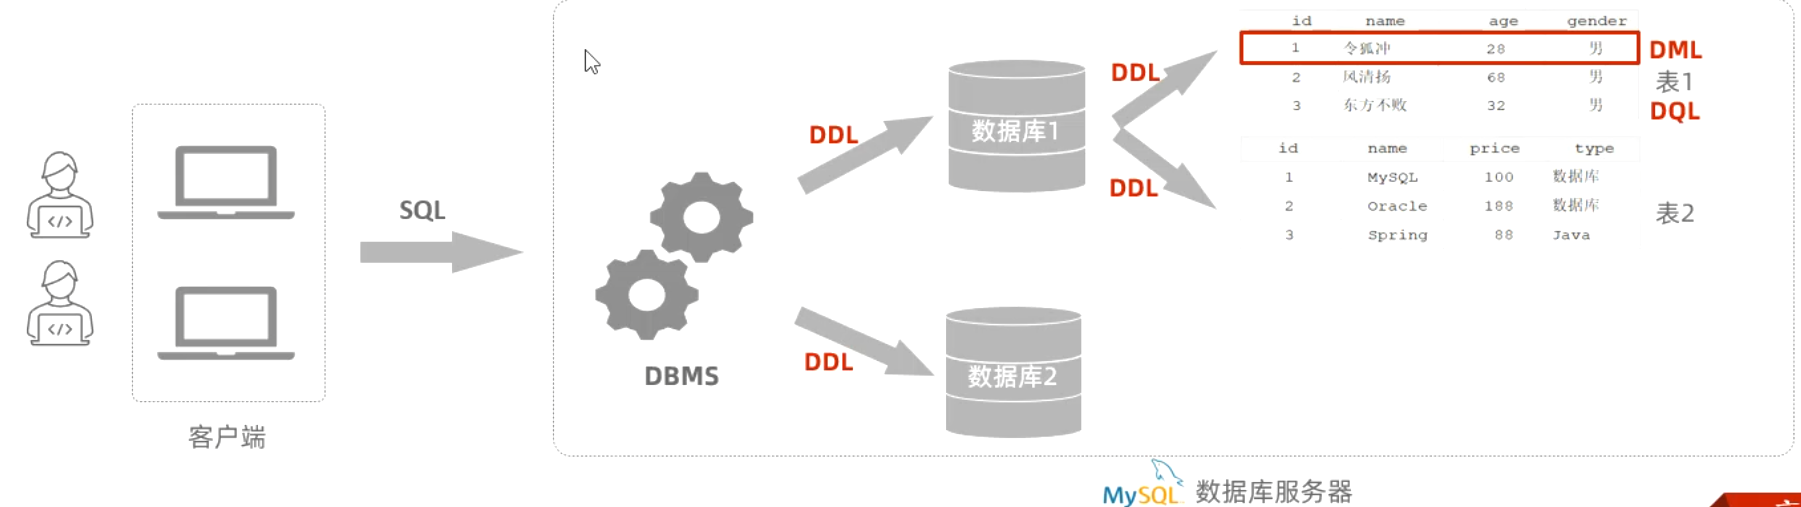 </>
</>
客户端
SQL
DBMS
DDL
DDL
数据库1
数据库2
DDL
DDL
id name age gender
1 令狐冲 28 男
2 风清扬 68 男
3 东方不败 32 男
DML
表1
DQL
id name price type
1 MySQL 100 数据库
2 Oracle 188 数据库
3 Spring 88 Java
表2
MySQL 数据库服务器